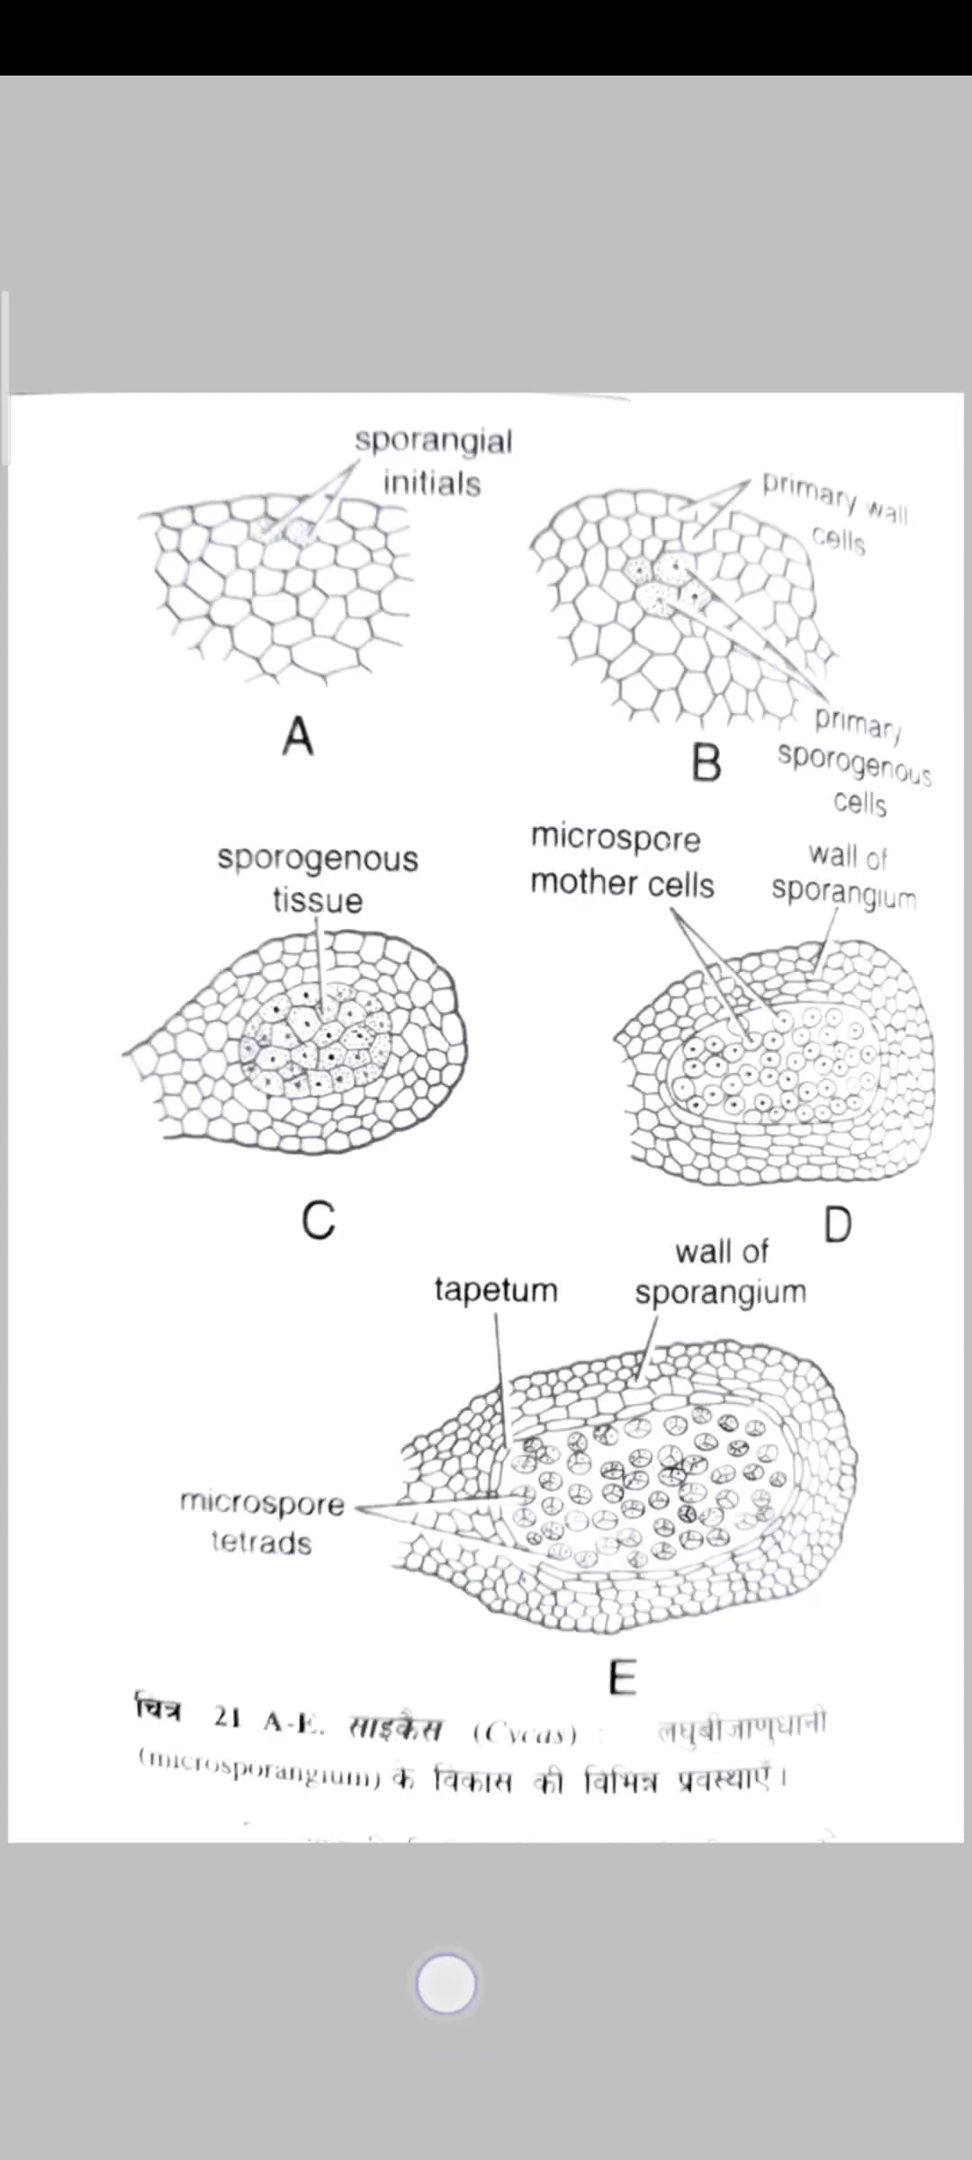 sporangial
initials
primary wall
cells
A
B
primary
sporogenous
cells
sporogenous
tissue
microspore
mother cells
wall of
sporangium
C
D
tapetum
wall of
sporangium
microspore
tetrads
E
चित्र 21 A-E. साइकैस (Cycas) : लघुबीजाणुधानी
(microsporangium) के विकास की विभिन्न प्रवस्थाएँ।